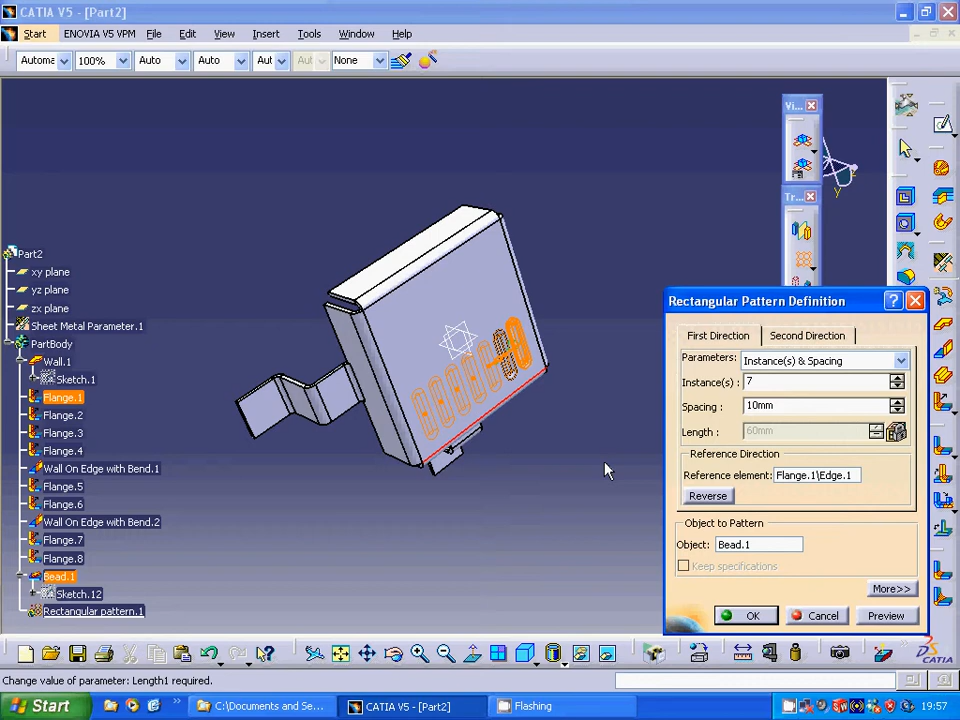 CATIA V5 - [Part2]
Start ENOVIA V5 VPM File Edit View Insert Tools Window Help
Automa 100% Auto Auto Aut Aut None
Vi...
y
Tr...
Part2
xy plane
yz plane
zx plane
Sheet Metal Parameter.1
PartBody
Wall.1
Sketch.1
Flange.1
Flange.2
Flange.3
Flange.4
Wall On Edge with Bend.1
Flange.5
Flange.6
Wall On Edge with Bend.2
Flange.7
Flange.8
Bead.1
Sketch.12
Rectangular pattern.1
Rectangular Pattern Definition
First Direction Second Direction
Parameters: Instance(s) & Spacing
Instance(s) : 7
Spacing : 10mm
Length : 60mm
Reference Direction
Reference element: Flange.1\Edge.1
Reverse
Object to Pattern
Object: Bead.1
Keep specifications
More>>
OK Cancel Preview
CATIA
Change value of parameter: Length1 required.
Start C:\Documents and Se... CATIA V5 - [Part2] Flashing 19:57